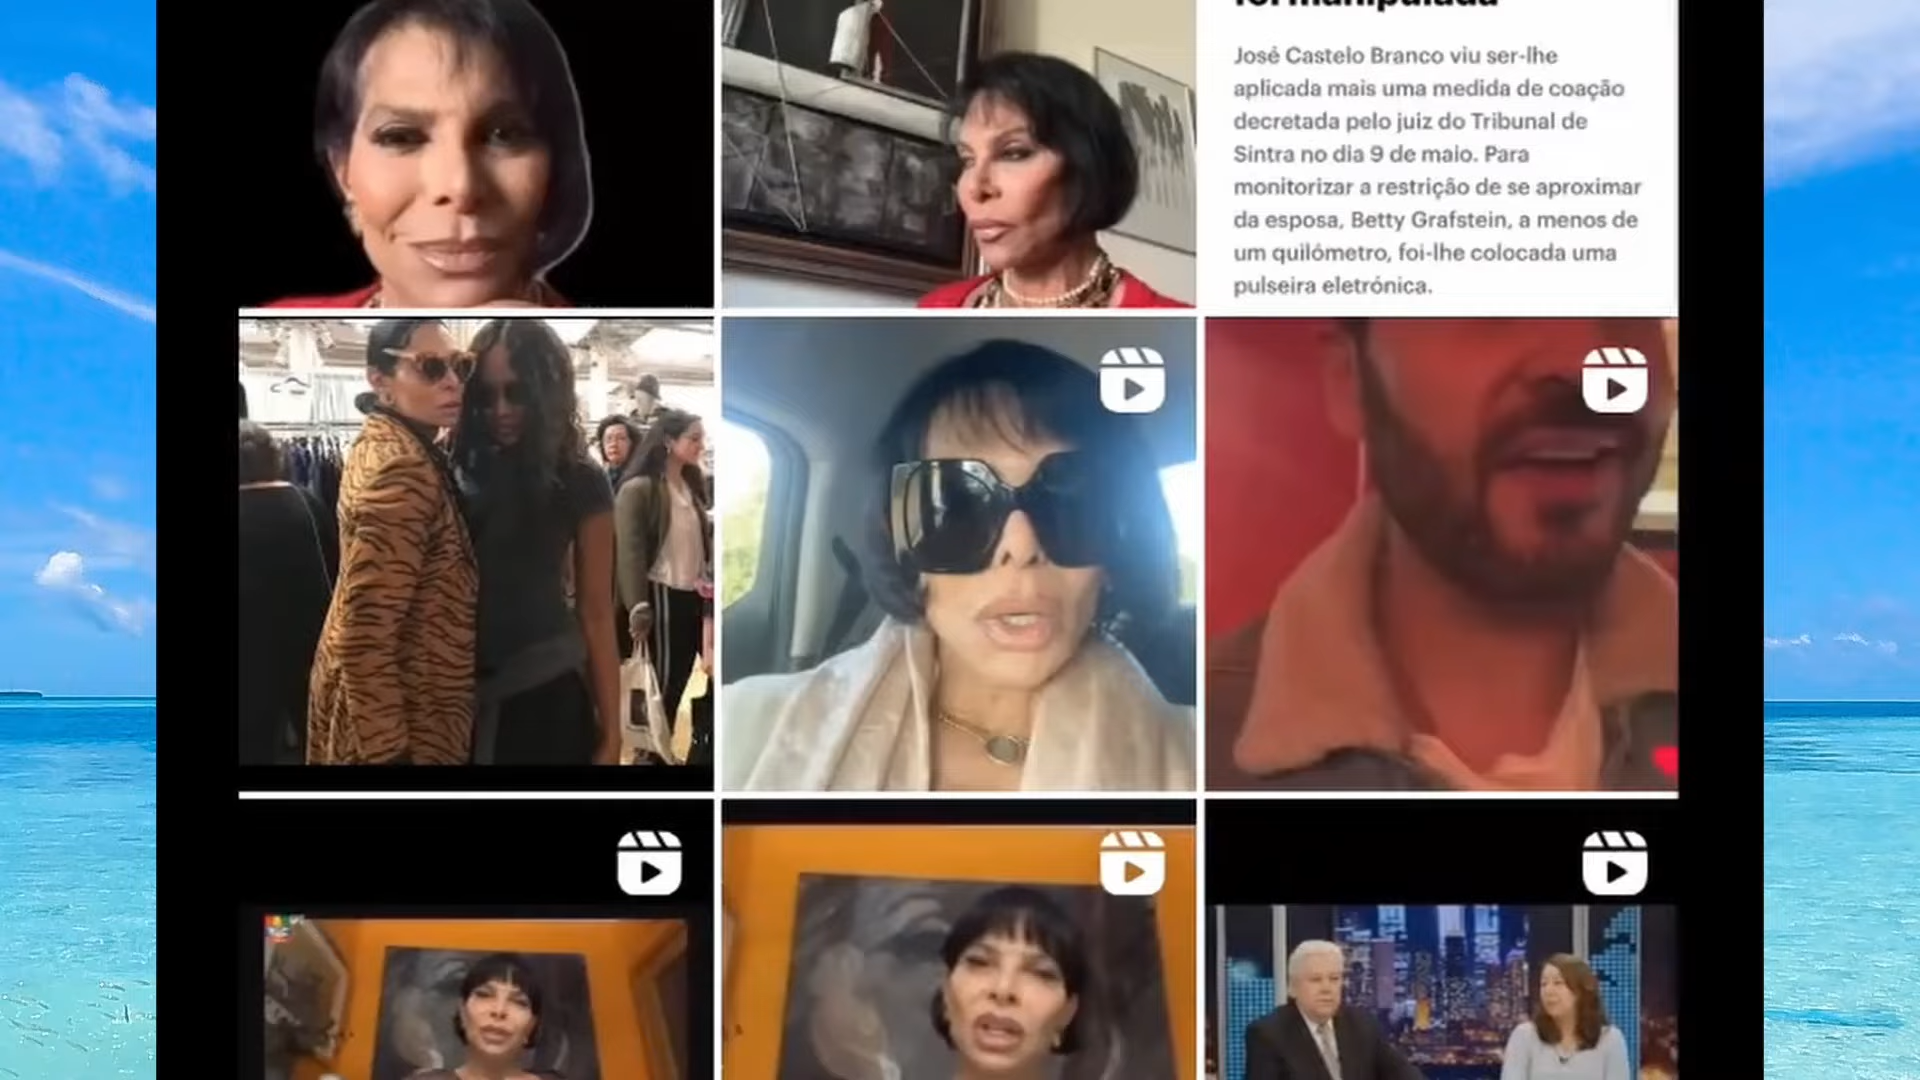 foi manipulada
José Castelo Branco viu ser-lhe
aplicada mais uma medida de coação
decretada pelo juiz do Tribunal de
Sintra no dia 9 de maio. Para
monitorizar a restrição de se aproximar
da esposa, Betty Grafstein, a menos de
um quilómetro, foi-lhe colocada uma
pulseira eletrónica.